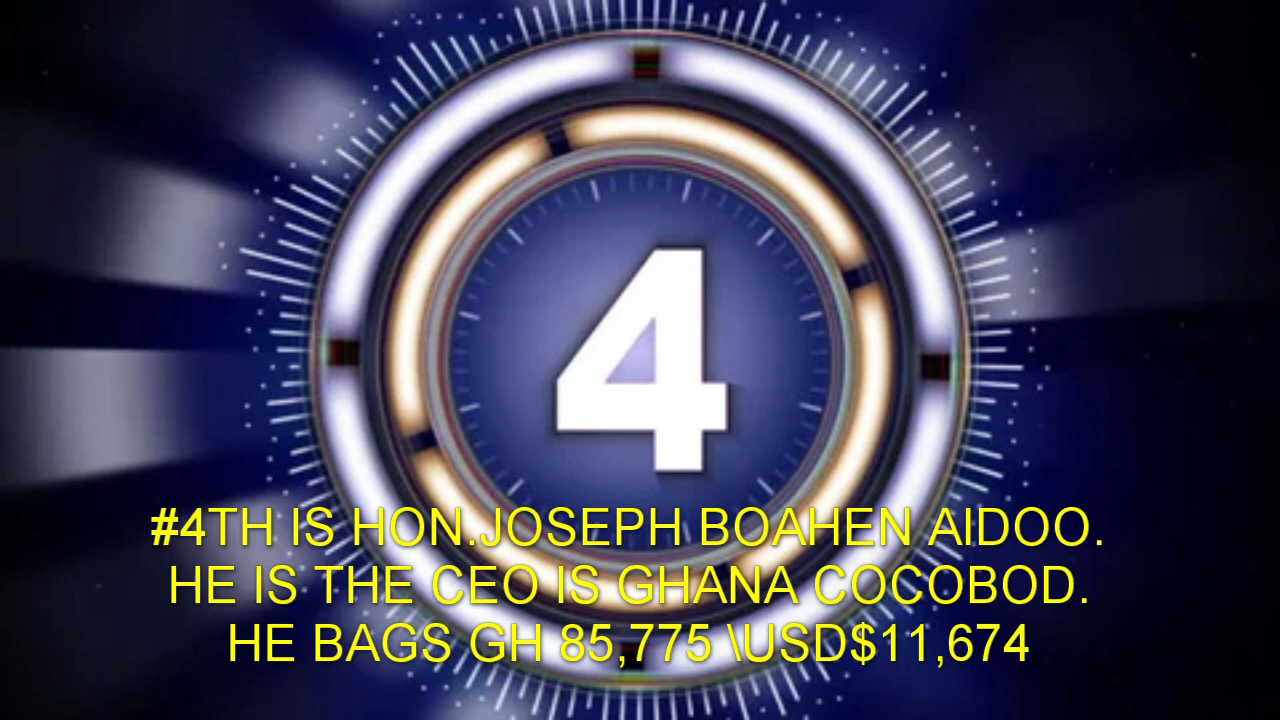 4
#4TH IS HON.JOSEPH BOAHEN AIDOO.
HE IS THE CEO IS GHANA COCOBOD.
HE BAGS GH 85,775 \USD$11,674